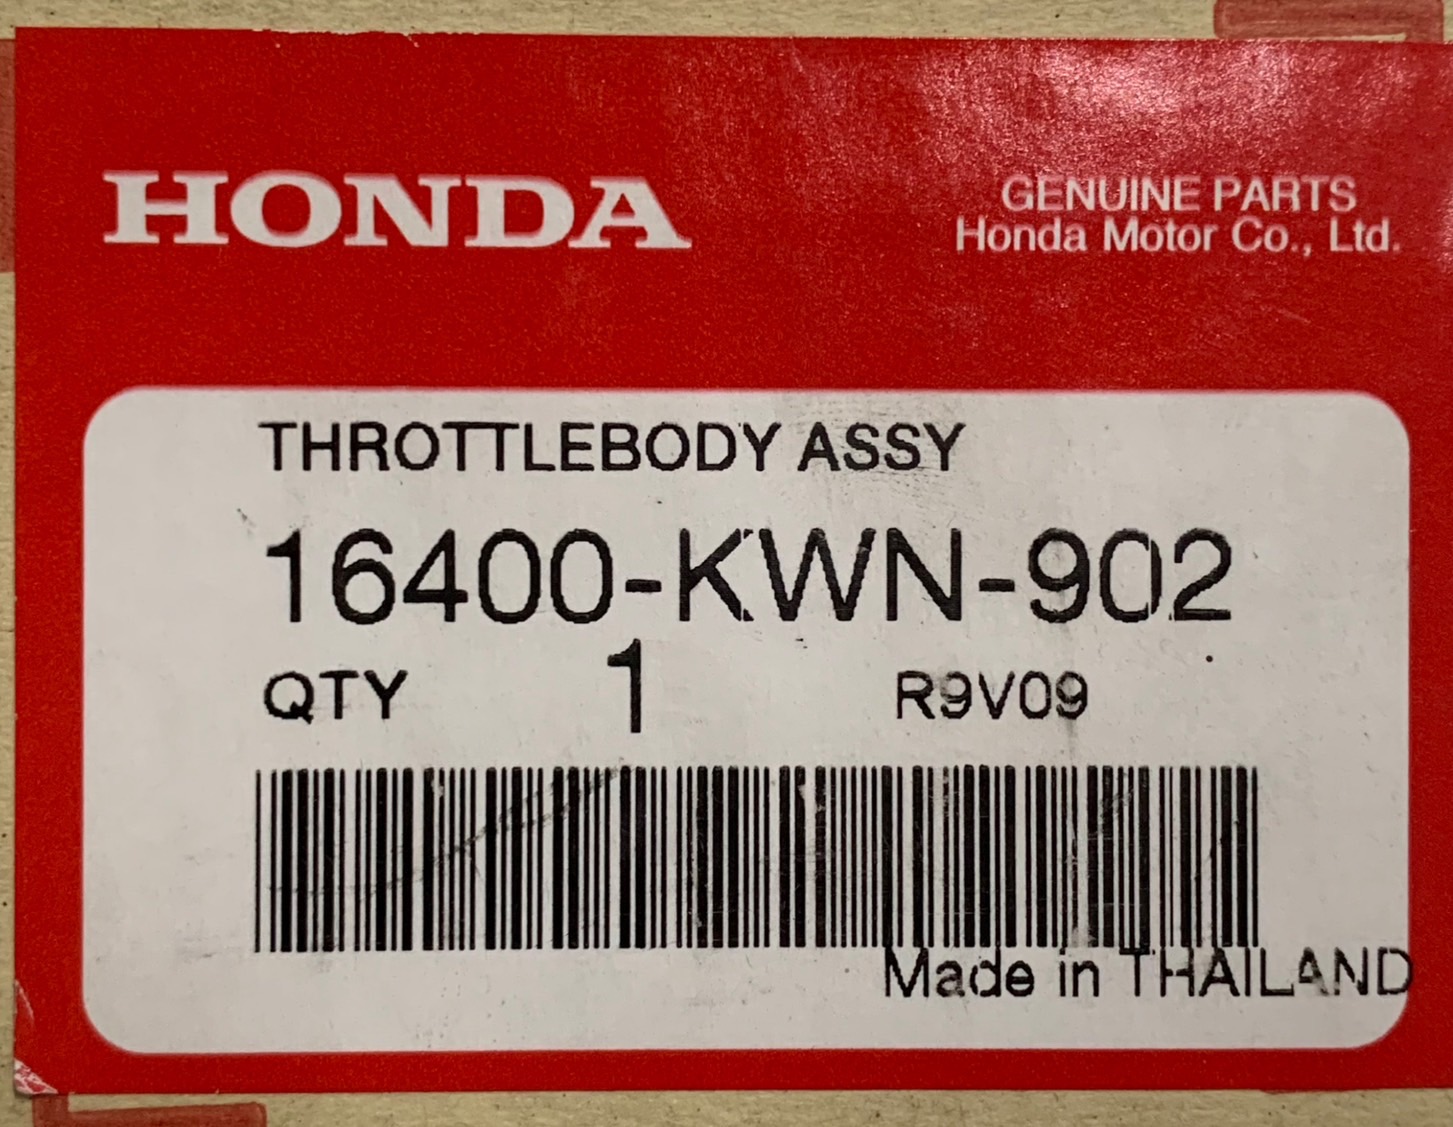 HONDA
GENUINE PARTS
Honda Motor Co., Ltd.
THROTTLEBODY ASSY
16400-KWN-902
QTY 1 R9V09
Made in THAILAND